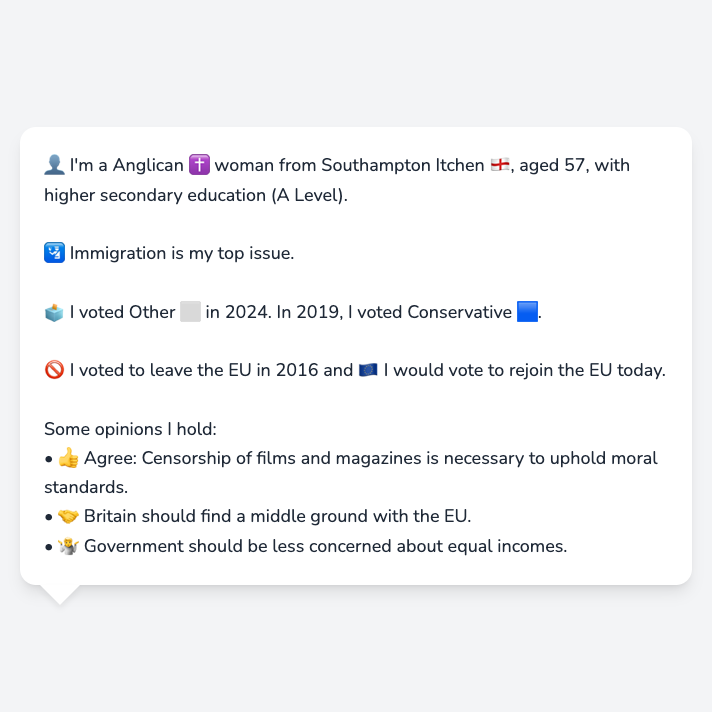 👤 I'm a Anglican ✝️ woman from Southampton Itchen 🏴󠁧󠁢󠁥󠁮󠁧󠁿, aged 57, with
higher secondary education (A Level).
🛂 Immigration is my top issue.
🗳️ I voted Other ⬜ in 2024. In 2019, I voted Conservative 🟦.
🚫 I voted to leave the EU in 2016 and 🇪🇺 I would vote to rejoin the EU today.
Some opinions I hold:
• 👍 Agree: Censorship of films and magazines is necessary to uphold moral
standards.
• 🤝 Britain should find a middle ground with the EU.
• 🤷 Government should be less concerned about equal incomes.